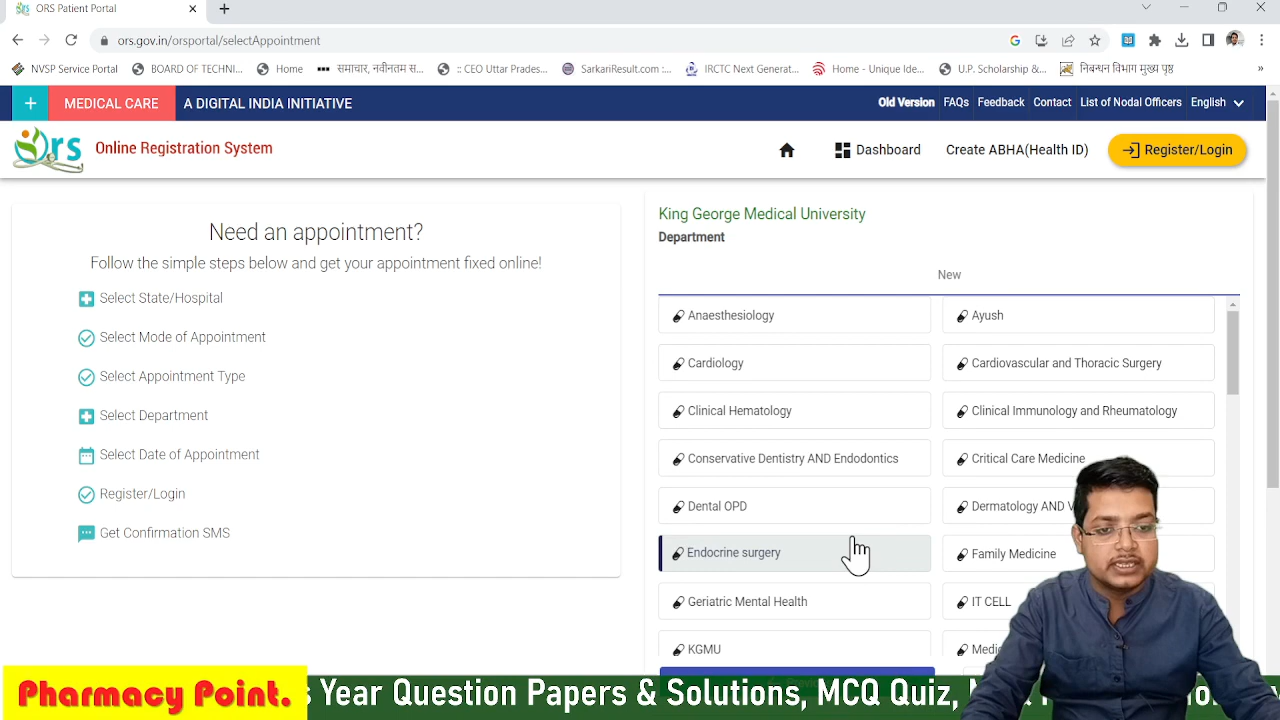 ORS Patient Portal
ors.gov.in/orsportal/selectAppointment
NVSP Service Portal
BOARD OF TECHNI...
Home
समाचार, नवीनतम स...
:: CEO Uttar Prades...
SarkariResult.com :...
IRCTC Next Generat...
Home - Unique Ide...
U.P. Scholarship &...
निबन्धन विभाग मुख्य पृष्ठ
MEDICAL CARE
A DIGITAL INDIA INITIATIVE
Old Version
FAQs
Feedback
Contact
List of Nodal Officers
English
Ors
Online Registration System
Dashboard
Create ABHA(Health ID)
Register/Login
Need an appointment?
Follow the simple steps below and get your appointment fixed online!
Select State/Hospital
Select Mode of Appointment
Select Appointment Type
Select Department
Select Date of Appointment
Register/Login
Get Confirmation SMS
King George Medical University
Department
New
Anaesthesiology
Ayush
Cardiology
Cardiovascular and Thoracic Surgery
Clinical Hematology
Clinical Immunology and Rheumatology
Conservative Dentistry AND Endodontics
Critical Care Medicine
Dental OPD
Dermatology AND
Endocrine surgery
Family Medicine
Geriatric Mental Health
IT CELL
KGMU
Pharmacy Point.
Year Question Papers & Solutions, MCQ Quiz,